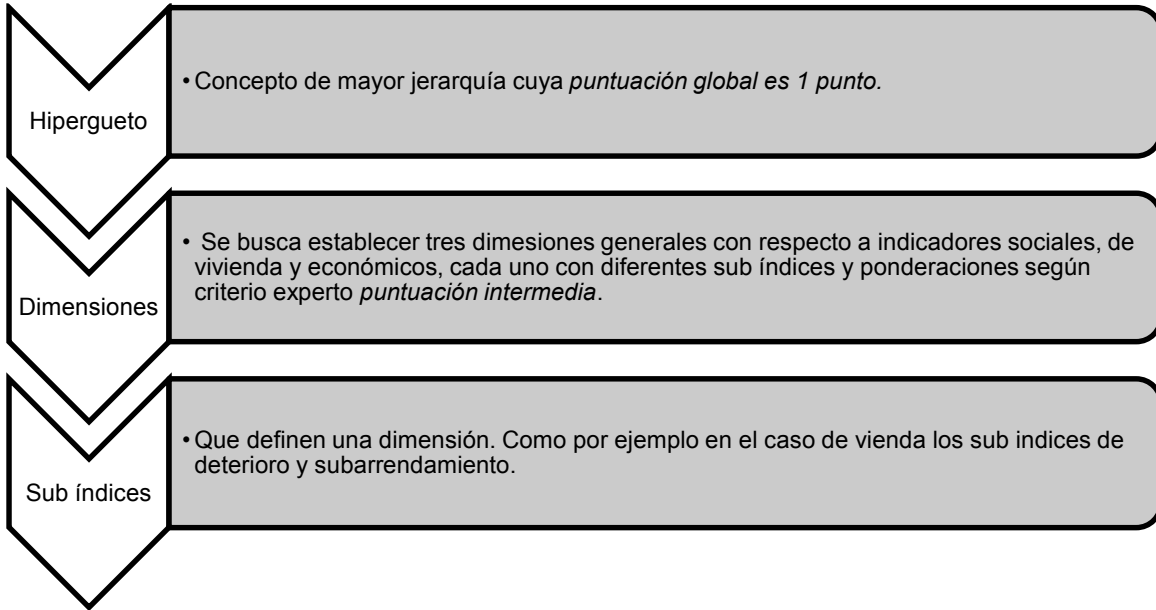 Hipergueto
• Concepto de mayor jerarquía cuya puntuación global es 1 punto.
Dimensiones
• Se busca establecer tres dimesiones generales con respecto a indicadores sociales, de
vivienda y económicos, cada uno con diferentes sub índices y ponderaciones según
criterio experto puntuación intermedia.
Sub índices
• Que definen una dimensión. Como por ejemplo en el caso de vienda los sub indices de
deterioro y subarrendamiento.